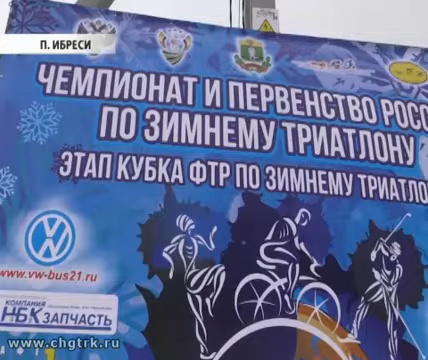 П. ИБРЕСИ
ЧЕМПИОНАТ И ПЕРВЕНСТВО РОСС
ПО ЗИМНЕМУ ТРИАТЛОНУ
ЭТАП КУБКА ФТР ПО ЗИМНЕМУ ТРИАТЛО
www.vw-bus21.ru
КОМПАНИЯ
НБК ЗАПЧАСТЬ
www.chgtrk.ru